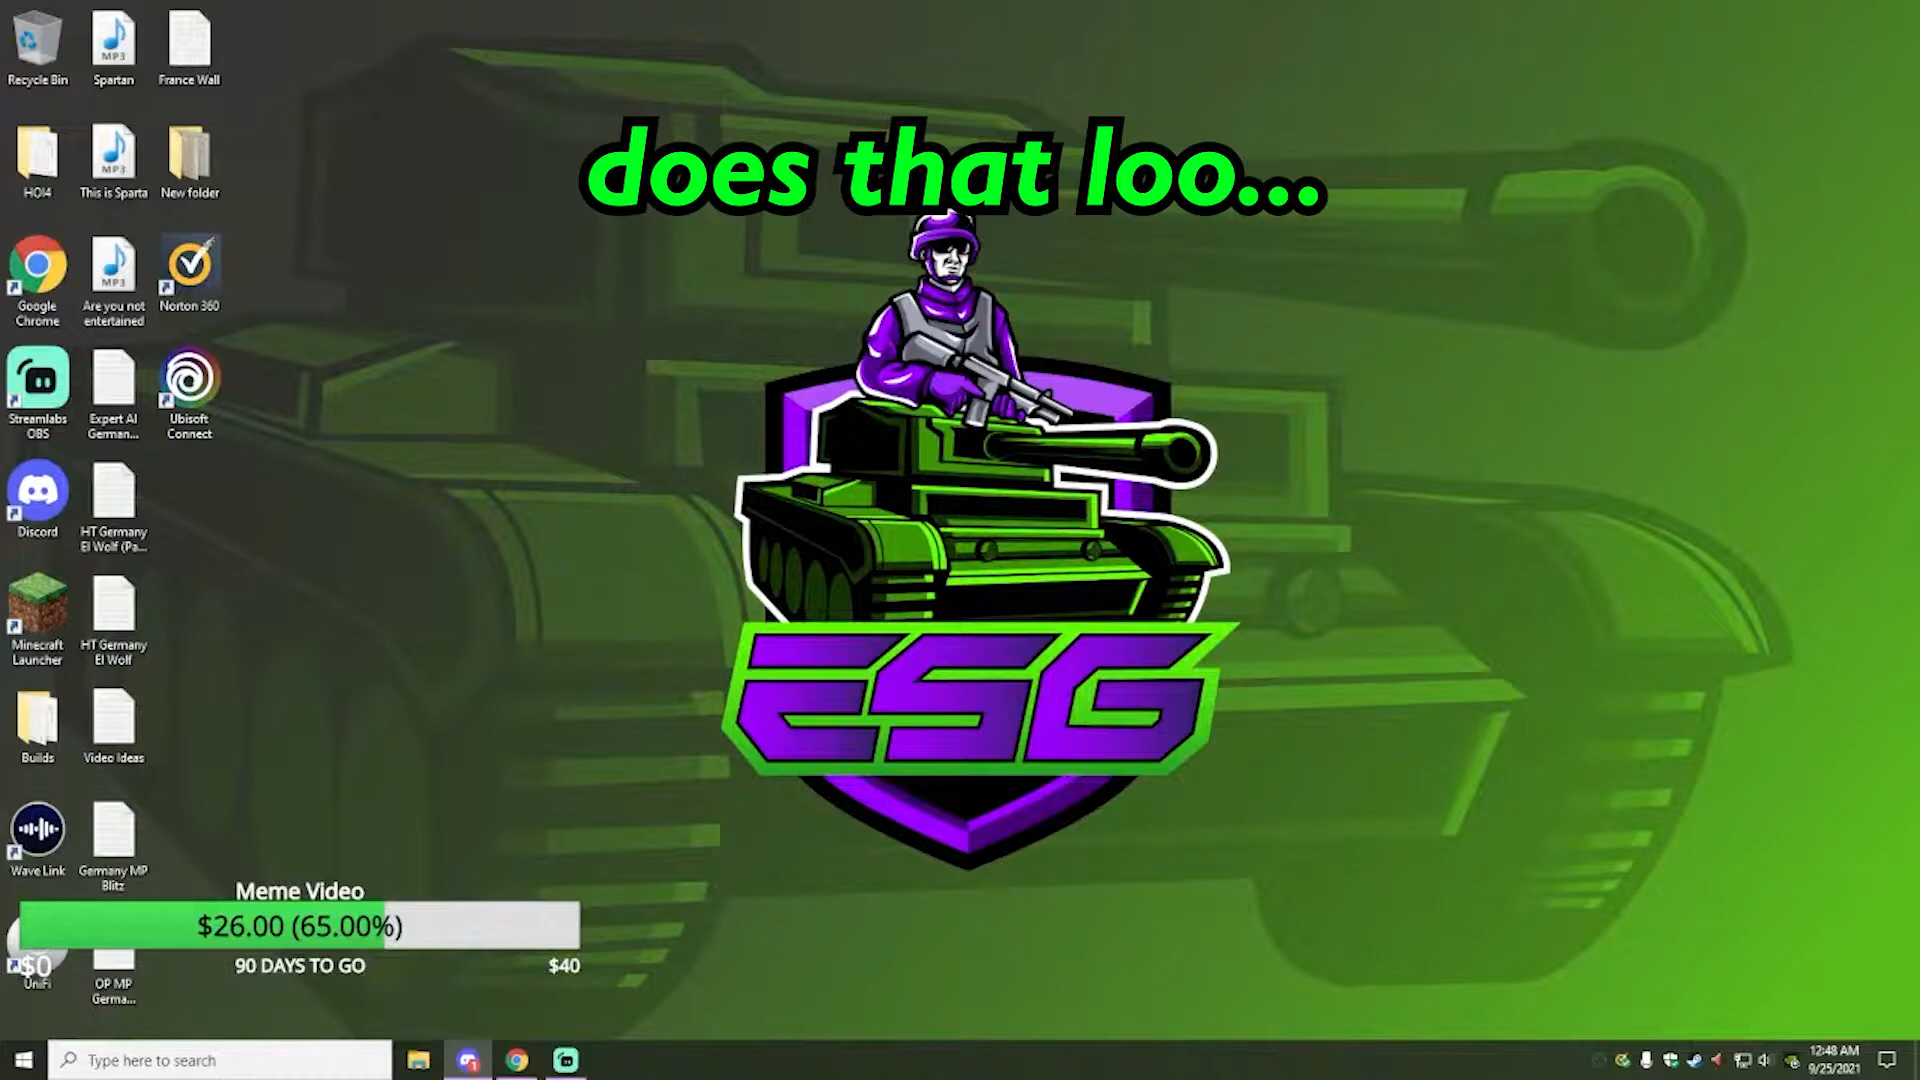 Recycle Bin
MP3
Spartan
France Wall
HOI4
MP3
This is Sparta
New folder
Google
Chrome
MP3
Are you not
entertained
Norton 360
Streamlabs
OBS
Expert AI
German...
Ubisoft
Connect
Discord
HT Germany
El Wolf (Pa...
Minecraft
Launcher
HT Germany
El Wolf
Builds
Video Ideas
Wave Link
Germany MP
Blitz
UniFi
OP MP
Germa...
does that loo...
ESG
Meme Video
$26.00 (65.00%)
$0
90 DAYS TO GO
$40
Type here to search
1
12:48 AM
9/25/2021